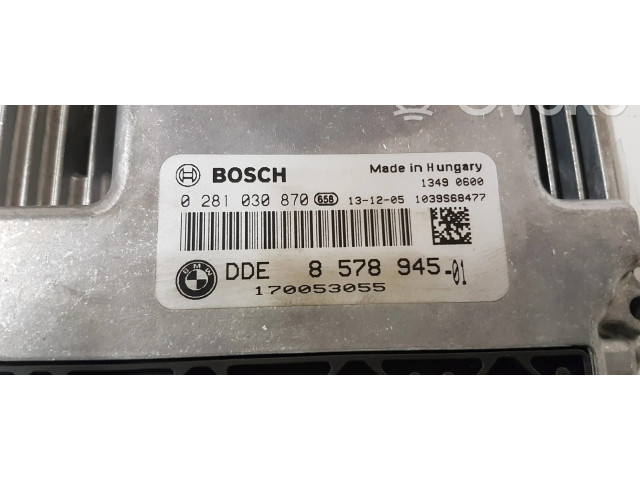 BOSCH Made in Hungary
1349 0600
0 281 030 870 658 13-12-05 1039S68477
BMW DDE 8 578 945-01
170053055